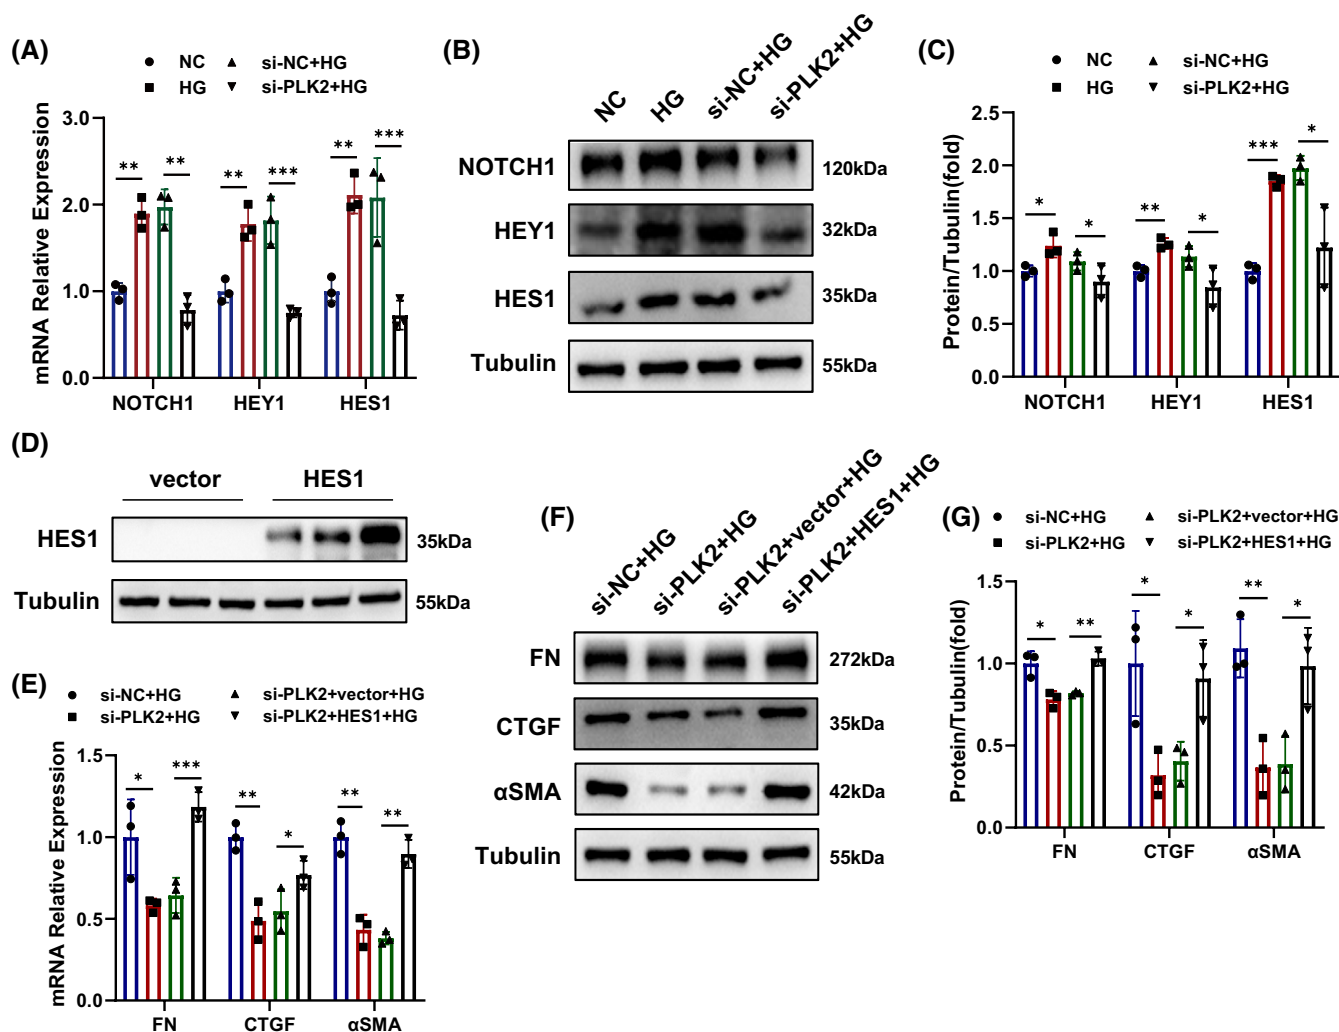 (A)
NC
si-NC+HG
HG
si-PLK2+HG
mRNA Relative Expression
3.0
2.0
1.0
0.0
** **
** ***
** ***
NOTCH1 HEY1 HES1
(B)
NC HG si-NC+HG si-PLK2+HG
NOTCH1 120kDa
HEY1 32kDa
HES1 35kDa
Tubulin 55kDa
(C)
NC
si-NC+HG
HG
si-PLK2+HG
Protein/Tubulin(fold)
2.5
2.0
1.5
1.0
0.5
0.0
* *
** *
*** *
NOTCH1 HEY1 HES1
(D)
vector HES1
HES1 35kDa
Tubulin 55kDa
(E)
si-NC+HG
si-PLK2+vector+HG
si-PLK2+HG
si-PLK2+HES1+HG
mRNA Relative Expression
1.5
1.0
0.5
0.0
* ***
** *
** **
FN CTGF αSMA
(F)
si-NC+HG si-PLK2+HG si-PLK2+vector+HG si-PLK2+HES1+HG
FN 272kDa
CTGF 35kDa
αSMA 42kDa
Tubulin 55kDa
(G)
si-NC+HG
si-PLK2+vector+HG
si-PLK2+HG
si-PLK2+HES1+HG
Protein/Tubulin(fold)
1.5
1.0
0.5
0.0
* **
* *
** *
FN CTGF αSMA